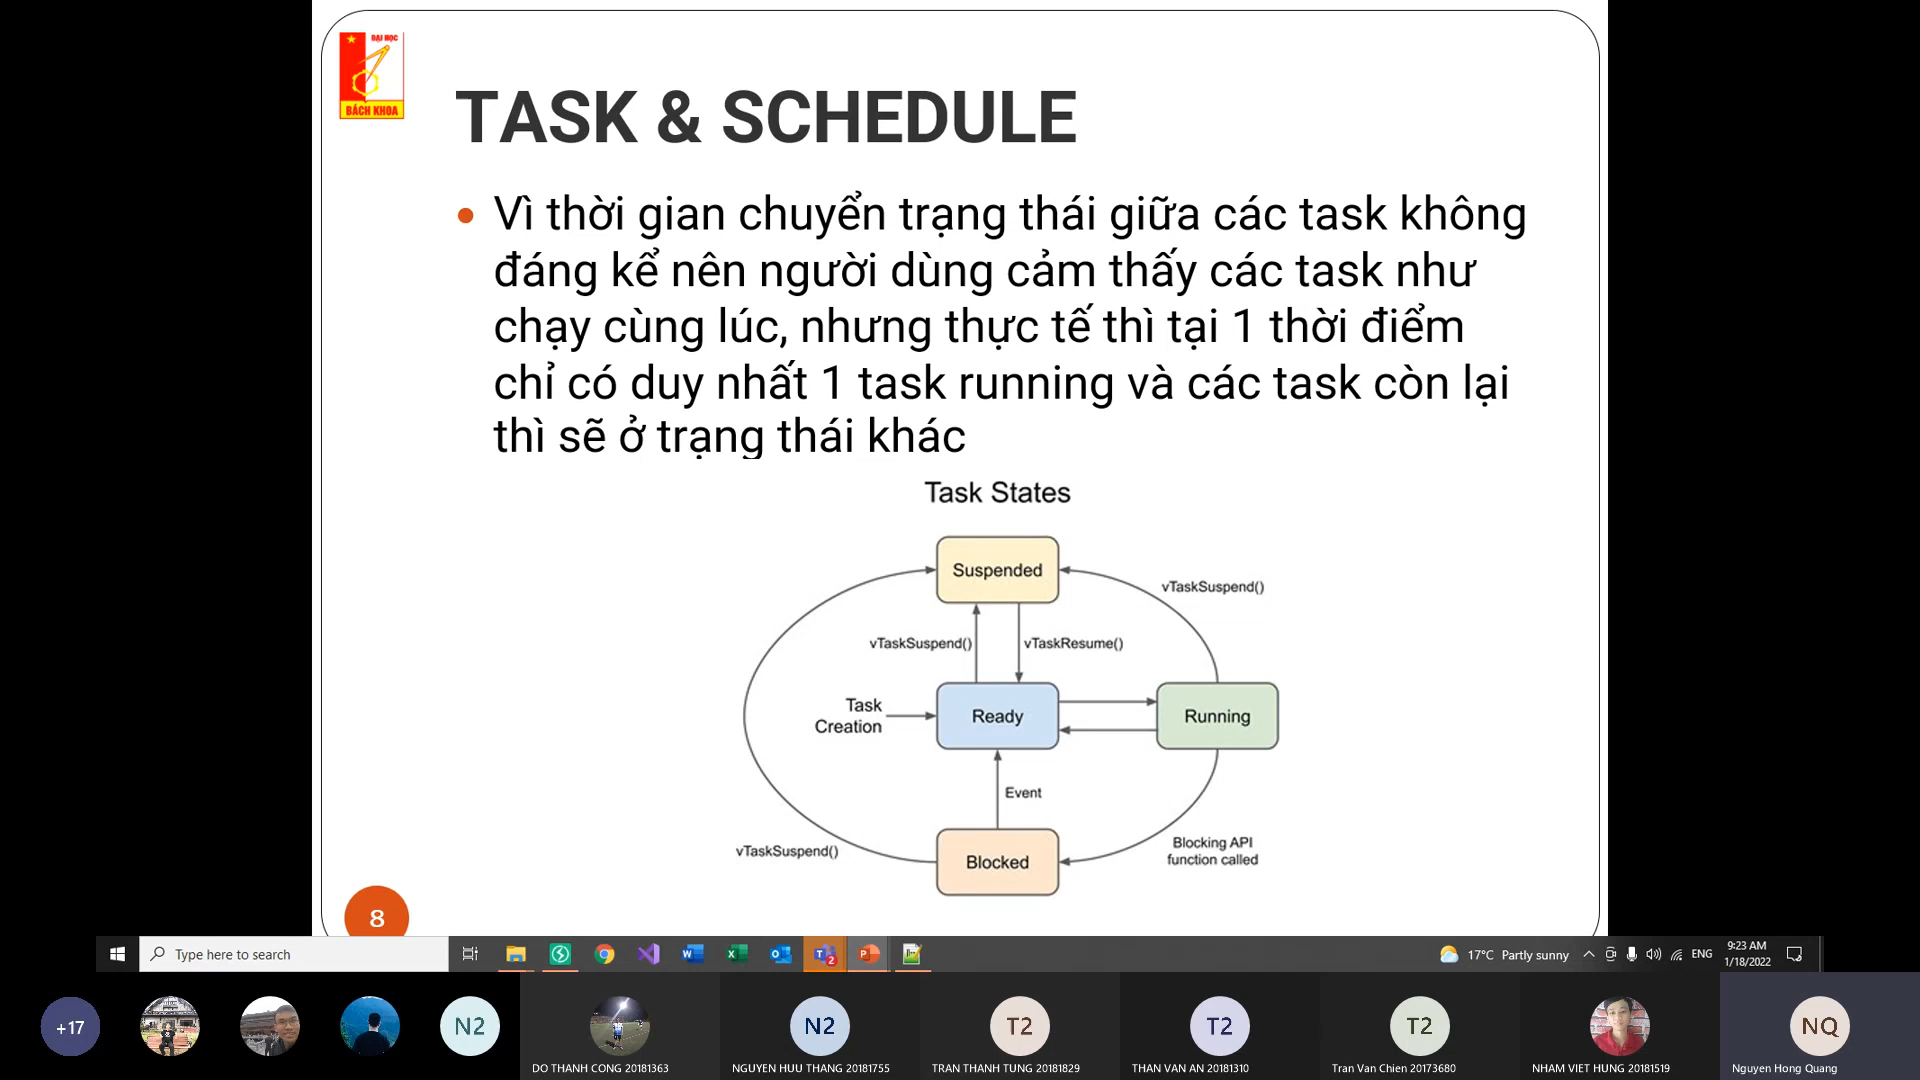 ĐẠI HỌC
BÁCH KHOA
TASK & SCHEDULE
Vì thời gian chuyển trạng thái giữa các task không
đáng kể nên người dùng cảm thấy các task như
chạy cùng lúc, nhưng thực tế thì tại 1 thời điểm
chỉ có duy nhất 1 task running và các task còn lại
thì sẽ ở trạng thái khác
Task States
Suspended
vTaskSuspend()
vTaskSuspend()
vTaskResume()
Task
Creation
Ready
Running
Event
vTaskSuspend()
Blocked
Blocking API
function called
8
Type here to search
2
17°C Partly sunny
ENG
9:23 AM
1/18/2022
+17
N2
N2
T2
T2
T2
NQ
DO THANH CONG 20181363
NGUYEN HUU THANG 20181755
TRAN THANH TUNG 20181829
THAN VAN AN 20181310
Tran Van Chien 20173680
NHAM VIET HUNG 20181519
Nguyen Hong Quang